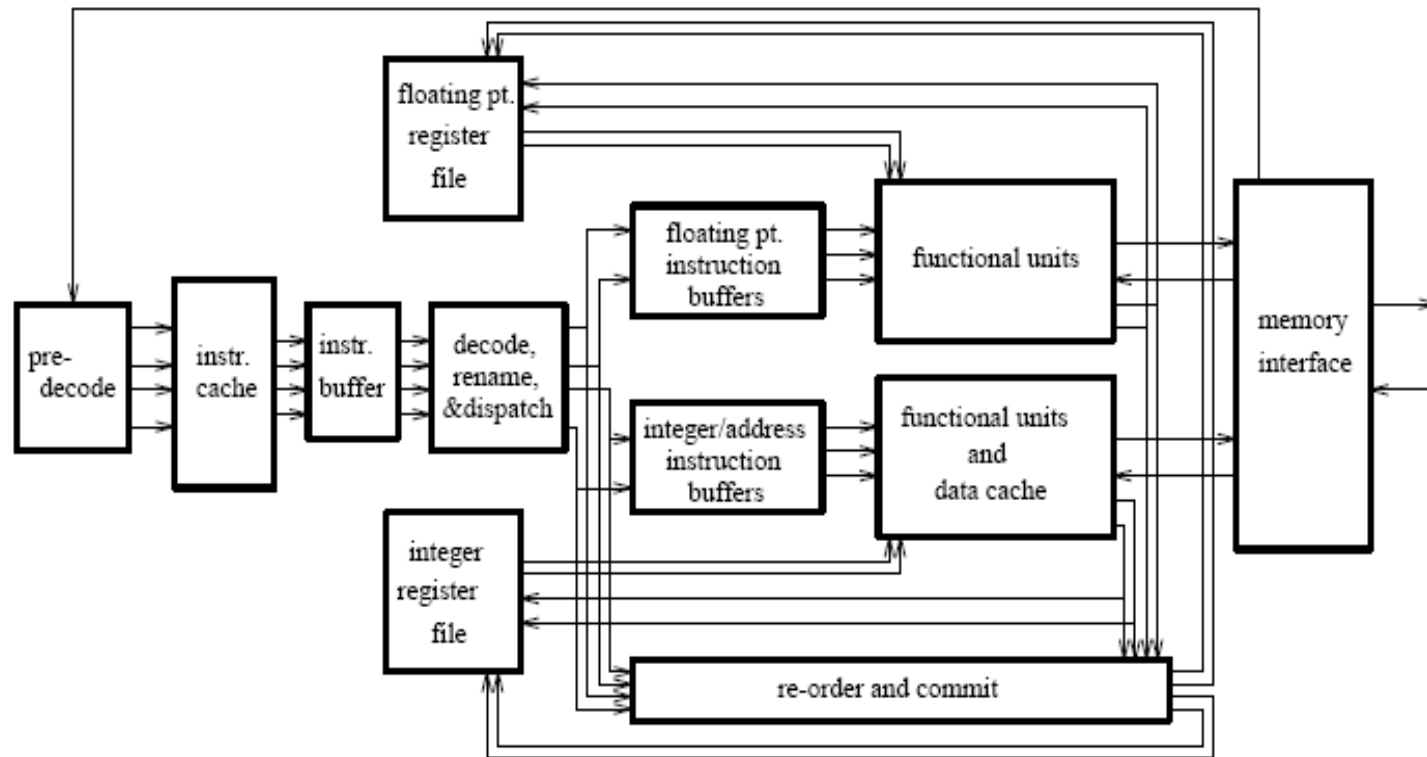 floating pt.
register
file
floating pt.
instruction
buffers
functional units
memory
interface
pre-
decode
instr.
cache
instr.
buffer
decode,
rename,
&dispatch
integer/address
instruction
buffers
functional units
and
data cache
integer
register
file
re-order and commit